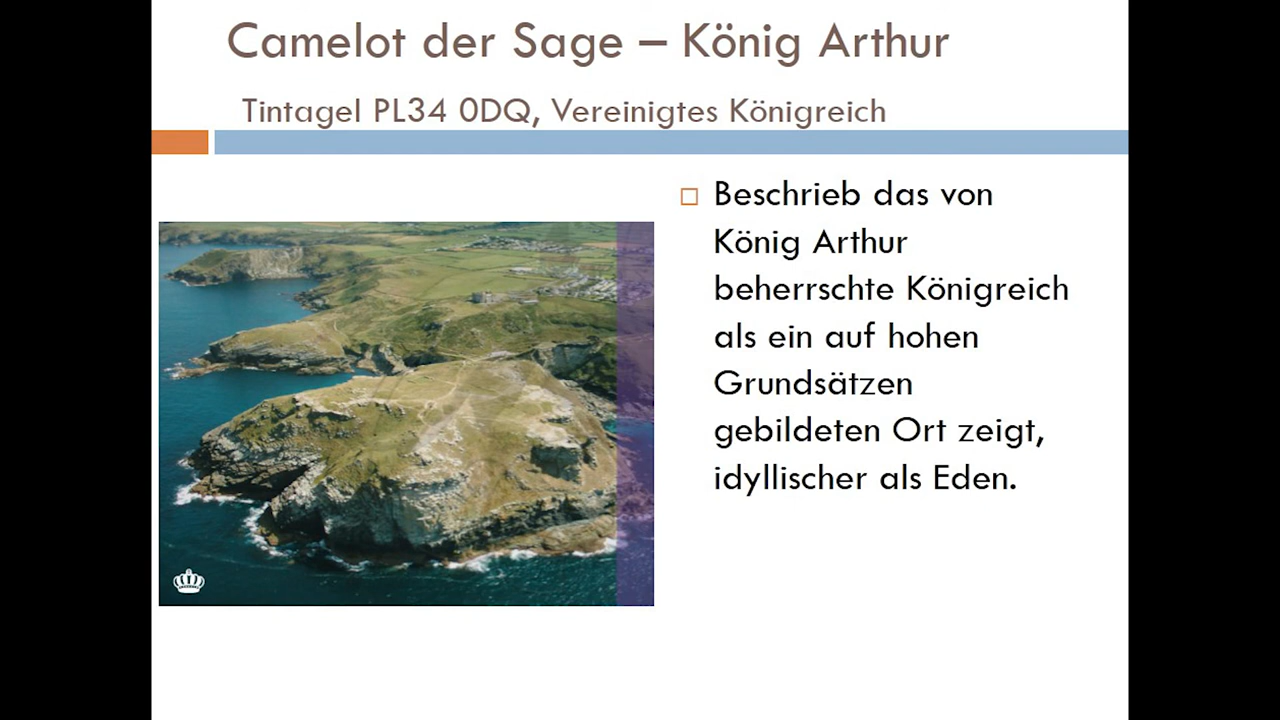 Camelot der Sage – König Arthur
Tintagel PL34 0DQ, Vereinigtes Königreich
Beschrieb das von
König Arthur
beherrschte Königreich
als ein auf hohen
Grundsätzen
gebildeten Ort zeigt,
idyllischer als Eden.